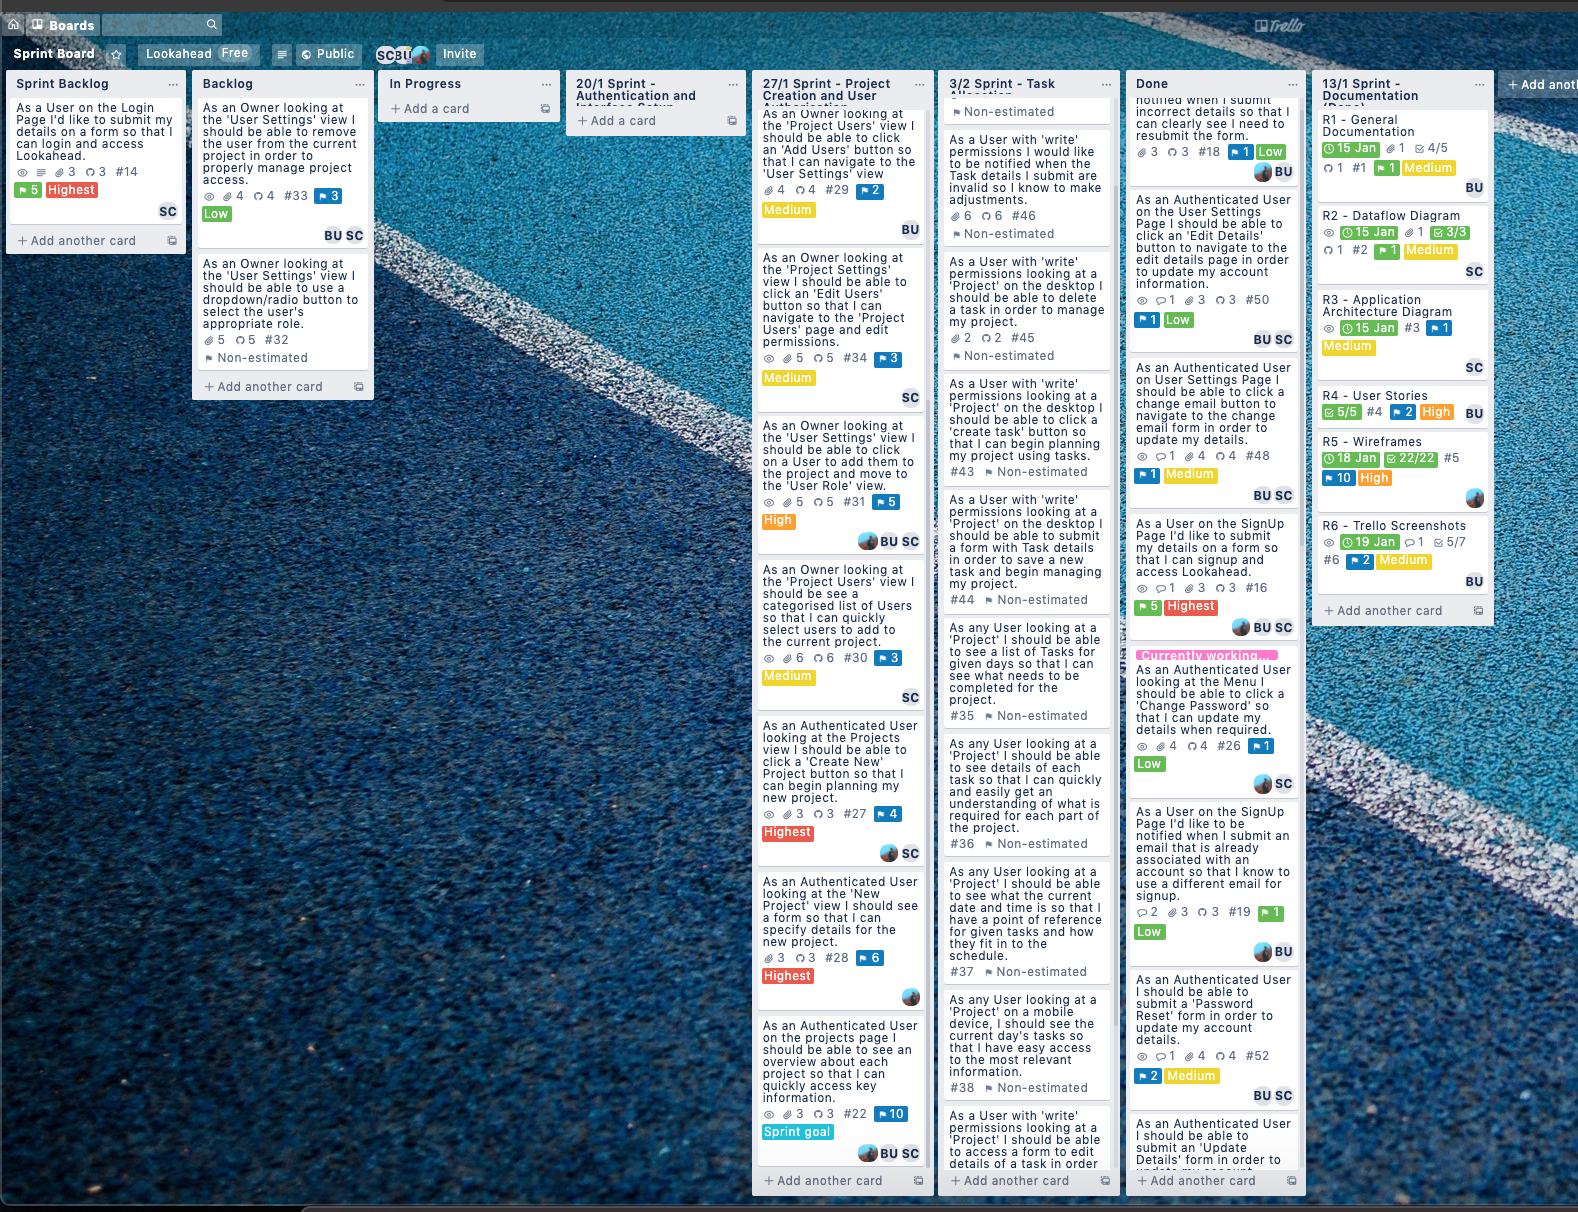 Boards
Trello
Sprint Board
Lookahead Free
Public
SC BU
Invite
Sprint Backlog
As a User on the Login
Page I'd like to submit my
details on a form so that I
can login and access
Lookahead.
3 3 #14
5 Highest
SC
+ Add another card
Backlog
As an Owner looking at
the 'User Settings' view I
should be able to remove
the user from the current
project in order to
properly manage project
access.
4 4 #33 3
Low
BU SC
As an Owner looking at
the 'User Settings' view I
should be able to use a
dropdown/radio button to
select the user's
appropriate role.
5 5 #32
Non-estimated
+ Add another card
In Progress
+ Add a card
20/1 Sprint -
Authentication and
+ Add a card
27/1 Sprint - Project
Creation and User
As an Owner looking at
the 'Project Users' view I
should be able to click
an 'Add Users' button so
that I can navigate to the
'User Settings' view
4 4 #29 2
Medium
BU
As an Owner looking at
the 'Project Settings'
view I should be able to
click an 'Edit Users'
button so that I can
navigate to the 'Project
Users' page and edit
permissions.
5 5 #34 3
Medium
SC
As an Owner looking at
the 'User Settings' view I
should be able to click
on a User to add them to
the project and move to
the 'User Role' view.
5 5 #31 5
High
BU SC
As an Owner looking at
the 'Project Users' view I
should be see a
categorised list of Users
so that I can quickly
select users to add to
the current project.
6 6 #30 3
Medium
SC
As an Authenticated User
looking at the Projects
view I should be able to
click a 'Create New'
Project button so that I
can begin planning my
new project.
3 3 #27 4
Highest
SC
As an Authenticated User
looking at the 'New
Project' view I should see
a form so that I can
specify details for the
new project.
3 3 #28 6
Highest
As an Authenticated User
on the projects page I
should be able to see an
overview about each
project so that I can
quickly access key
information.
3 3 #22 10
Sprint goal
BU SC
+ Add another card
3/2 Sprint - Task
Non-estimated
As a User with 'write'
permissions I would like
to be notified when the
Task details I submit are
invalid so I know to make
adjustments.
6 6 #46
Non-estimated
As a User with 'write'
permissions looking at a
'Project' on the desktop I
should be able to delete
a task in order to manage
my project.
2 2 #45
Non-estimated
As a User with 'write'
permissions looking at a
'Project' on the desktop I
should be able to click a
'create task' button so
that I can begin planning
my project using tasks.
#43 Non-estimated
As a User with 'write'
permissions looking at a
'Project' on the desktop I
should be able to submit
a form with Task details
in order to save a new
task and begin managing
my project.
#44 Non-estimated
As any User looking at a
'Project' I should be able
to see a list of Tasks for
given days so that I can
see what needs to be
completed for the
project.
#35 Non-estimated
As any User looking at a
'Project' I should be able
to see details of each
task so that I can quickly
and easily get an
understanding of what is
required for each part of
the project.
#36 Non-estimated
As any User looking at a
'Project' I should be able
to see what the current
date and time is so that I
have a point of reference
for given tasks and how
they fit in to the
schedule.
#37 Non-estimated
As any User looking at a
'Project' on a mobile
device, I should see the
current day's tasks so
that I have easy access
to the most relevant
information.
#38 Non-estimated
As a User with 'write'
permissions looking at a
'Project' I should be able
to access a form to edit
details of a task in order
+ Add another card
Done
notified when I submit
incorrect details so that I
can clearly see I need to
resubmit the form.
3 3 #18 1 Low
BU
As an Authenticated User
on the User Settings
Page I should be able to
click an 'Edit Details'
button to navigate to the
edit details page in order
to update my account
information.
1 3 3 #50
1 Low
BU SC
As an Authenticated User
on User Settings Page I
should be able to click a
change email button to
navigate to the change
email form in order to
update my details.
1 4 4 #48
1 Medium
BU SC
As a User on the SignUp
Page I'd like to submit
my details on a form so
that I can signup and
access Lookahead.
1 3 3 #16
5 Highest
BU SC
Currently working...
As an Authenticated User
looking at the Menu I
should be able to click a
'Change Password' so
that I can update my
details when required.
4 4 #26 1
Low
SC
As a User on the SignUp
Page I'd like to be
notified when I submit an
email that is already
associated with an
account so that I know to
use a different email for
signup.
2 3 3 #19 1
Low
BU
As an Authenticated User
I should be able to
submit a 'Password
Reset' form in order to
update my account
details.
1 4 4 #52
2 Medium
BU SC
As an Authenticated User
I should be able to
submit an 'Update
Details' form in order to
+ Add another card
13/1 Sprint -
Documentation
R1 - General
Documentation
15 Jan 1 4/5
1 #1 1 Medium
BU
R2 - Dataflow Diagram
15 Jan 1 3/3
1 #2 1 Medium
SC
R3 - Application
Architecture Diagram
15 Jan #3 1
Medium
SC
R4 - User Stories
5/5 #4 2 High
BU
R5 - Wireframes
18 Jan 22/22 #5
10 High
R6 - Trello Screenshots
19 Jan 1 5/7
#6 2 Medium
BU
+ Add another card
+ Add anot